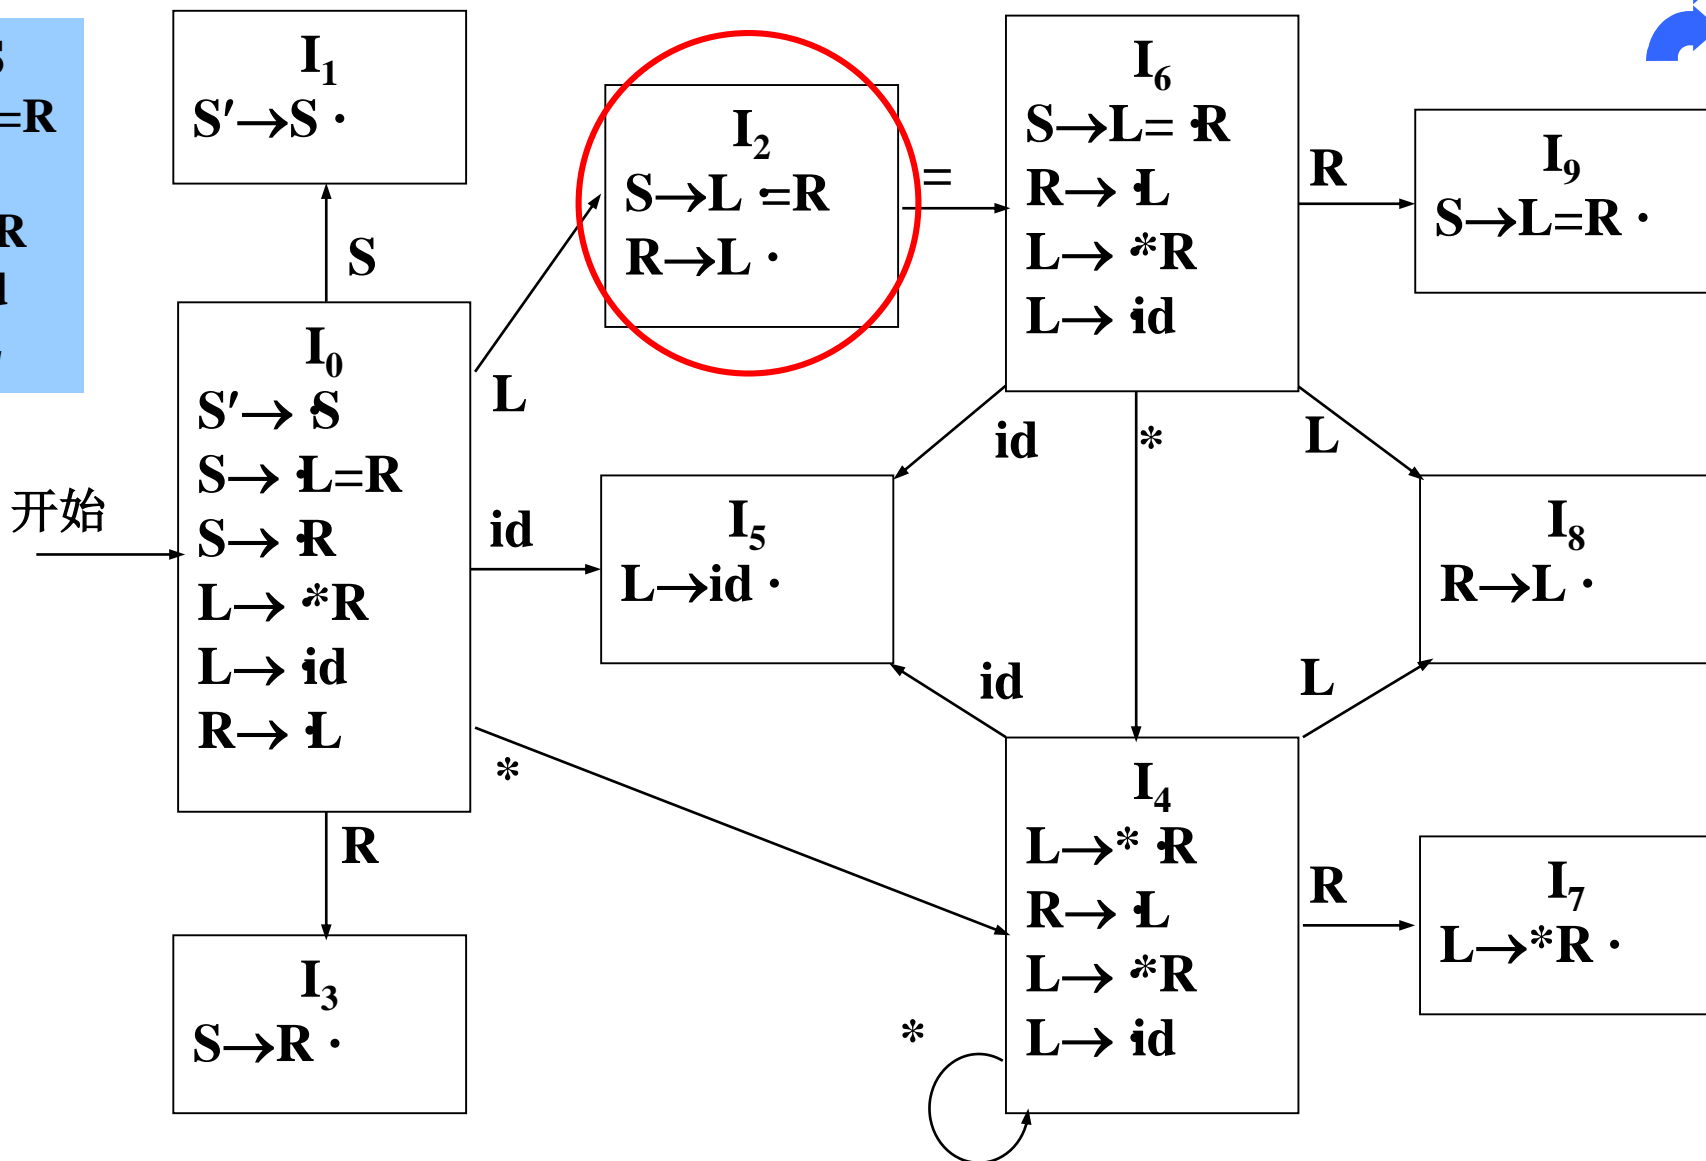 S
=R
R
d
I1
S′→S ·
S
I0
S′→ ·S
S→ ·L=R
S→ ·R
L→ ·*R
L→ ·id
R→ ·L
开始
L
id
*
R
I3
S→R ·
I2
S→L ·=R
R→L ·
=
I5
L→id ·
I6
S→L= ·R
R→ ·L
L→ ·*R
L→ ·id
R
I9
S→L=R ·
id
*
L
I8
R→L ·
id
L
I4
L→* ·R
R→ ·L
L→ ·*R
L→ ·id
*
R
I7
L→*R ·